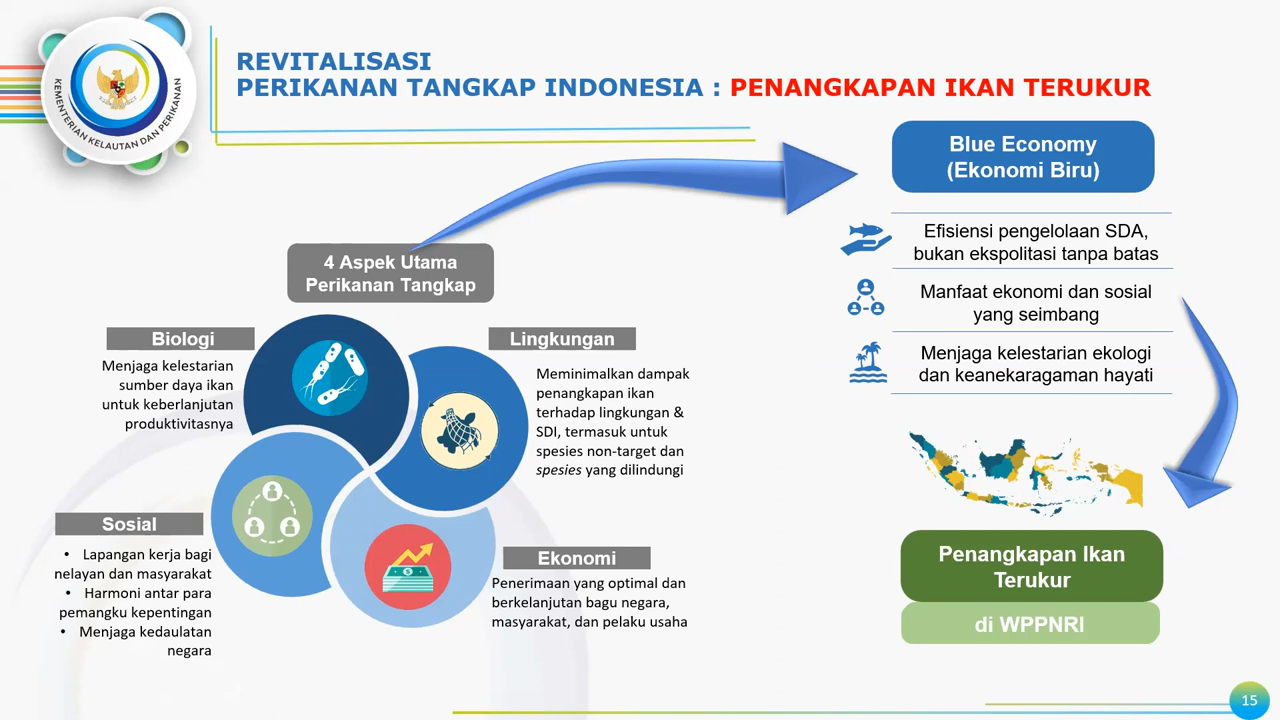 KEMENTERIAN KELAUTAN DAN PERIKANAN
REVITALISASI
PERIKANAN TANGKAP INDONESIA : PENANGKAPAN IKAN TERUKUR
4 Aspek Utama
Perikanan Tangkap
Biologi
Menjaga kelestarian
sumber daya ikan
untuk keberlanjutan
produktivitasnya
Lingkungan
Meminimalkan dampak
penangkapan ikan
terhadap lingkungan &
SDI, termasuk untuk
spesies non-target dan
spesies yang dilindungi
Sosial
• Lapangan kerja bagi
nelayan dan masyarakat
• Harmoni antar para
pemangku kepentingan
• Menjaga kedaulatan
negara
Ekonomi
Penerimaan yang optimal dan
berkelanjutan bagu negara,
masyarakat, dan pelaku usaha
Blue Economy
(Ekonomi Biru)
Efisiensi pengelolaan SDA,
bukan ekspolitasi tanpa batas
Manfaat ekonomi dan sosial
yang seimbang
Menjaga kelestarian ekologi
dan keanekaragaman hayati
Penangkapan Ikan
Terukur
di WPPNRI
15